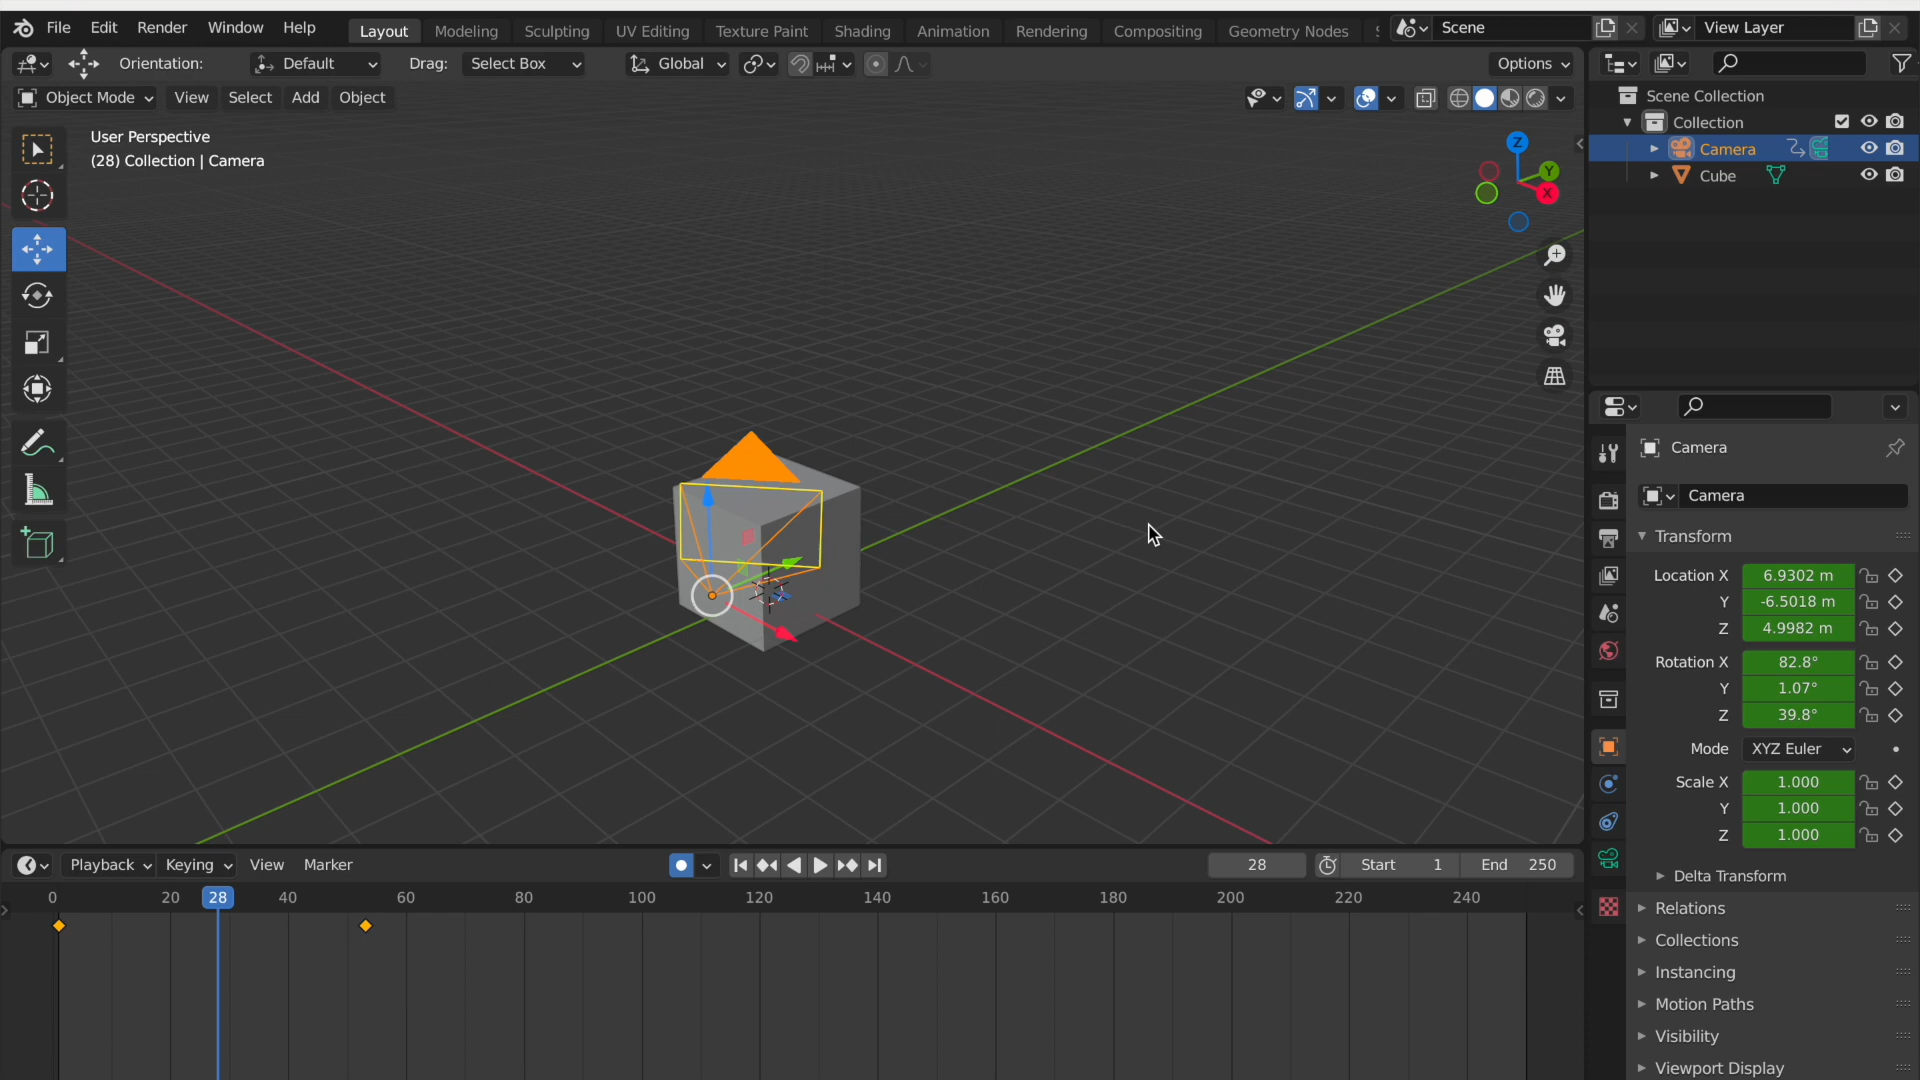 File Edit Render Window Help Layout Modeling Sculpting UV Editing Texture Paint Shading Animation Rendering Compositing Geometry Nodes Scene View Layer
Orientation: Default Drag: Select Box Global Options
Object Mode View Select Add Object
User Perspective
(28) Collection | Camera
Z
Y
X
Scene Collection
Collection
Camera
Cube
Camera
Camera
Transform
Location X 6.9302 m
Y -6.5018 m
Z 4.9982 m
Rotation X 82.8°
Y 1.07°
Z 39.8°
Mode XYZ Euler
Scale X 1.000
Y 1.000
Z 1.000
Delta Transform
Relations
Collections
Instancing
Motion Paths
Visibility
Viewport Display
Playback Keying View Marker 28 Start 1 End 250
0 20 28 40 60 80 100 120 140 160 180 200 220 240